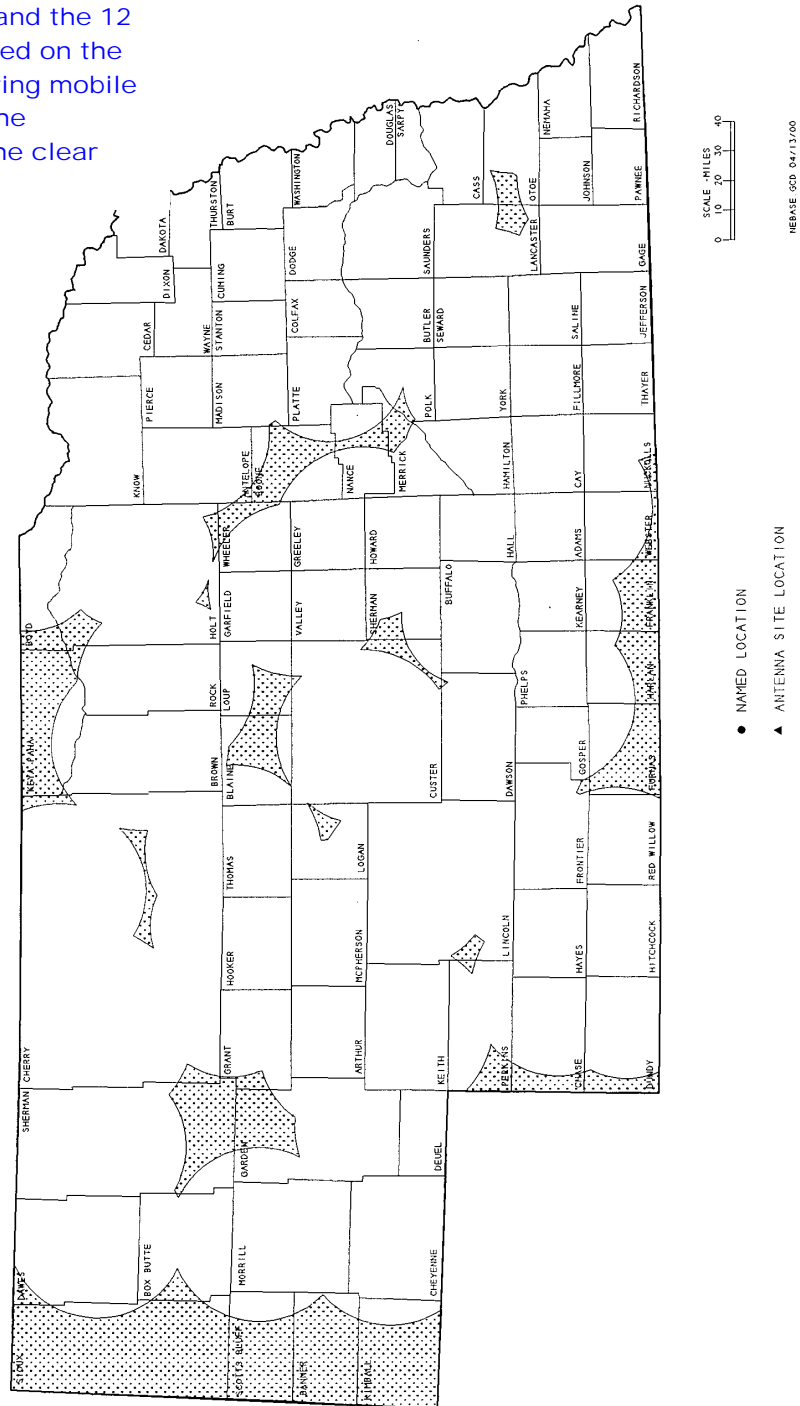 and the 12
ed on the
ring mobile
he
he clear
SIOUX
DAWES
BOX BUTTE
SCOTTS BLUFF
BANNER
KIMBALL
MORRILL
CHEYENNE
SHERMAN
CHERRY
GARDEN
DEUEL
GRANT
ARTHUR
KEITH
PERKINS
CHASE
DUNDY
HOOKER
MCPHERSON
LINCOLN
HAYES
HITCHCOCK
THOMAS
LOGAN
FRONTIER
RED WILLOW
KEYA PAHA
BROWN
BLAINE
CUSTER
DAWSON
GOSPER
FURNAS
BOYD
ROCK
LOUP
PHELPS
HARLAN
HOLT
GARFIELD
VALLEY
SHERMAN
BUFFALO
KEARNEY
FRANKLIN
WHEELER
GREELEY
HOWARD
HALL
ADAMS
WEBSTER
KNOW
ANTELOPE
BOONE
NANCE
MERRICK
HAMILTON
CAY
NUCKOLLS
PIERCE
MADISON
PLATTE
POLK
YORK
FILLMORE
THAYER
CEDAR
WAYNE
STANTON
COLFAX
BUTLER
SEWARD
SALINE
JEFFERSON
DIXON
CUMING
DODGE
SAUNDERS
LANCASTER
GAGE
DAKOTA
THURSTON
BURT
WASHINGTON
DOUGLAS
SARPY
CASS
OTOE
JOHNSON
PAWNEE
NEMAHA
RICHARDSON
SCALE -MILES
0 10 20 30 40
NEBASE GCD 04/13/00
● NAMED LOCATION
▲ ANTENNA SITE LOCATION